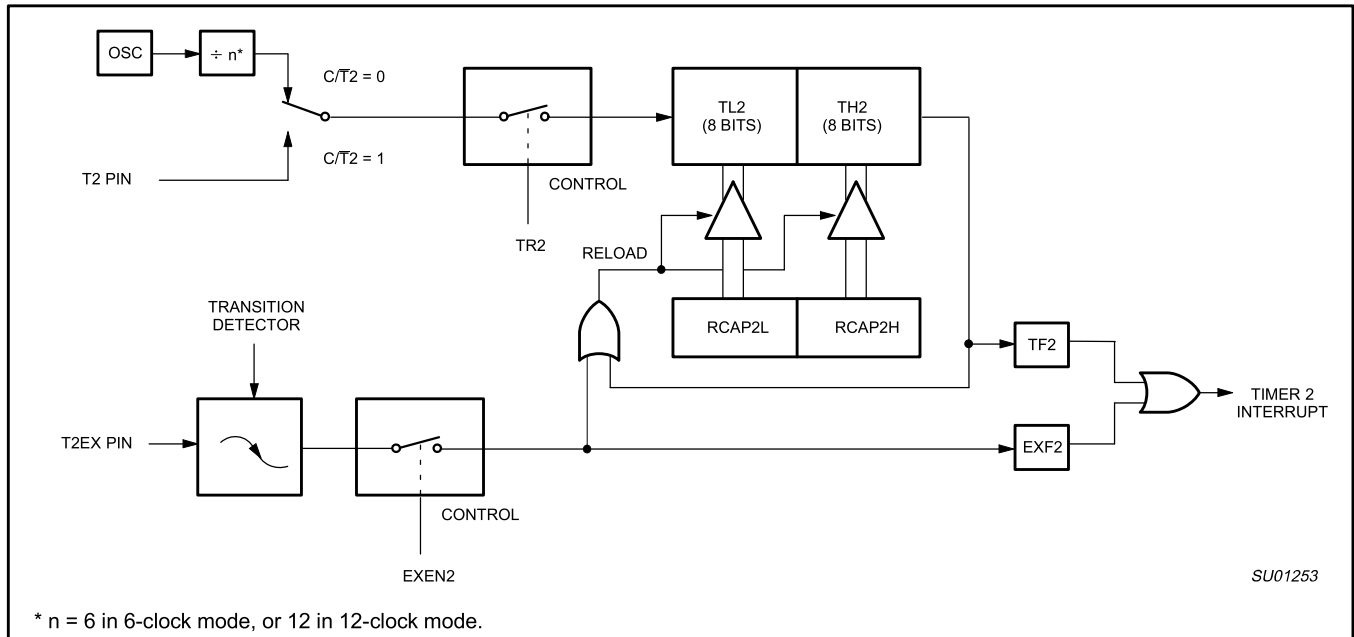 OSC
÷ n*
C/T̅2 = 0
C/T̅2 = 1
T2 PIN
CONTROL
TR2
TL2
(8 BITS)
TH2
(8 BITS)
RELOAD
RCAP2L
RCAP2H
TRANSITION
DETECTOR
T2EX PIN
CONTROL
EXEN2
TF2
EXF2
TIMER 2
INTERRUPT
SU01253
* n = 6 in 6-clock mode, or 12 in 12-clock mode.